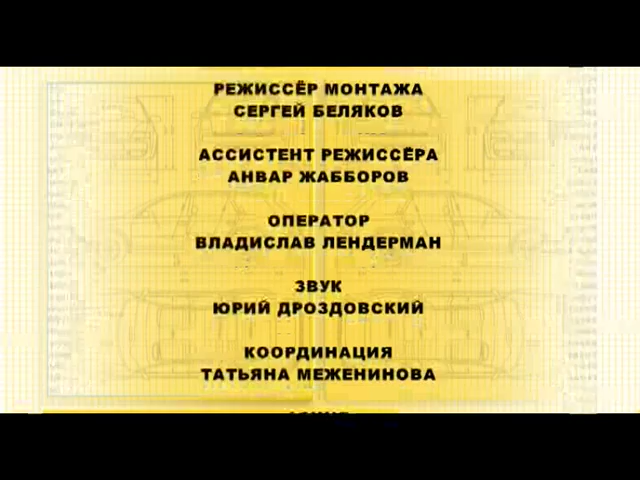 РЕЖИССЁР МОНТАЖА
СЕРГЕЙ БЕЛЯКОВ
АССИСТЕНТ РЕЖИССЁРА
АНВАР ЖАББОРОВ
ОПЕРАТОР
ВЛАДИСЛАВ ЛЕНДЕРМАН
ЗВУК
ЮРИЙ ДРОЗДОВСКИЙ
КООРДИНАЦИЯ
ТАТЬЯНА МЕЖЕНИНОВА